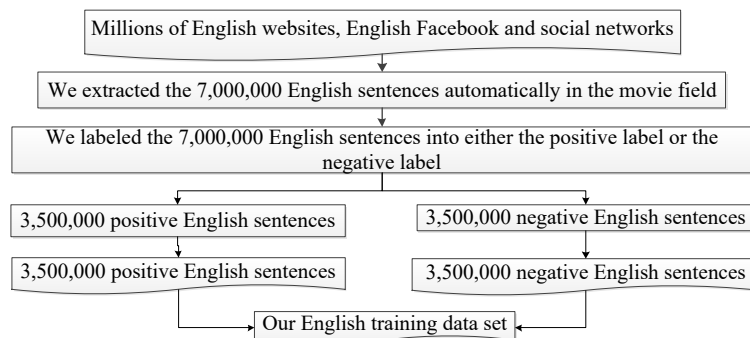 Millions of English websites, English Facebook and social networks
We extracted the 7,000,000 English sentences automatically in the movie field
We labeled the 7,000,000 English sentences into either the positive label or the
negative label
3,500,000 positive English sentences
3,500,000 negative English sentences
3,500,000 positive English sentences
3,500,000 negative English sentences
Our English training data set